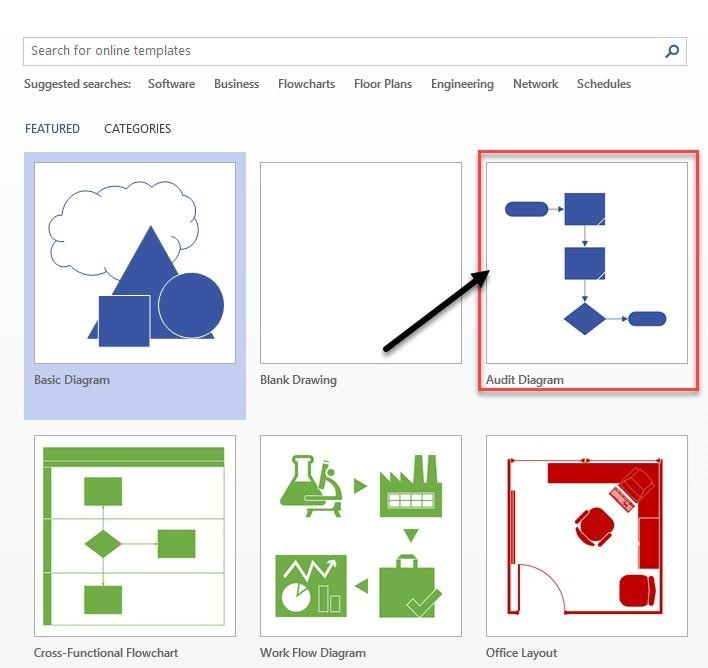 Search for online templates
Suggested searches: Software Business Flowcharts Floor Plans Engineering Network Schedules
FEATURED CATEGORIES
Basic Diagram Blank Drawing Audit Diagram
Cross-Functional Flowchart Work Flow Diagram Office Layout